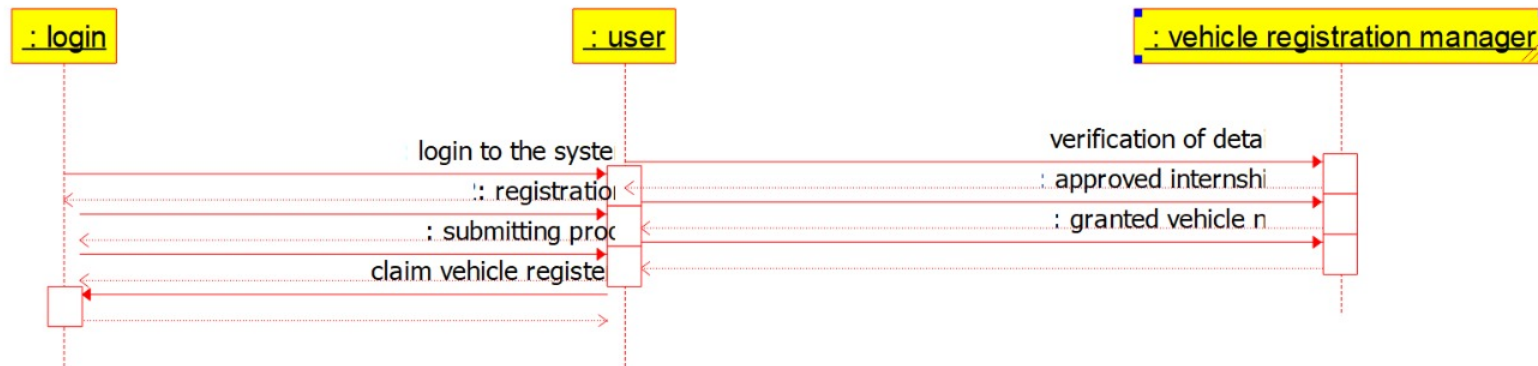 : login
: user
: vehicle registration manager
verification of detai
login to the syste
: approved internshi
: registration
: granted vehicle n
: submitting proc
claim vehicle registe